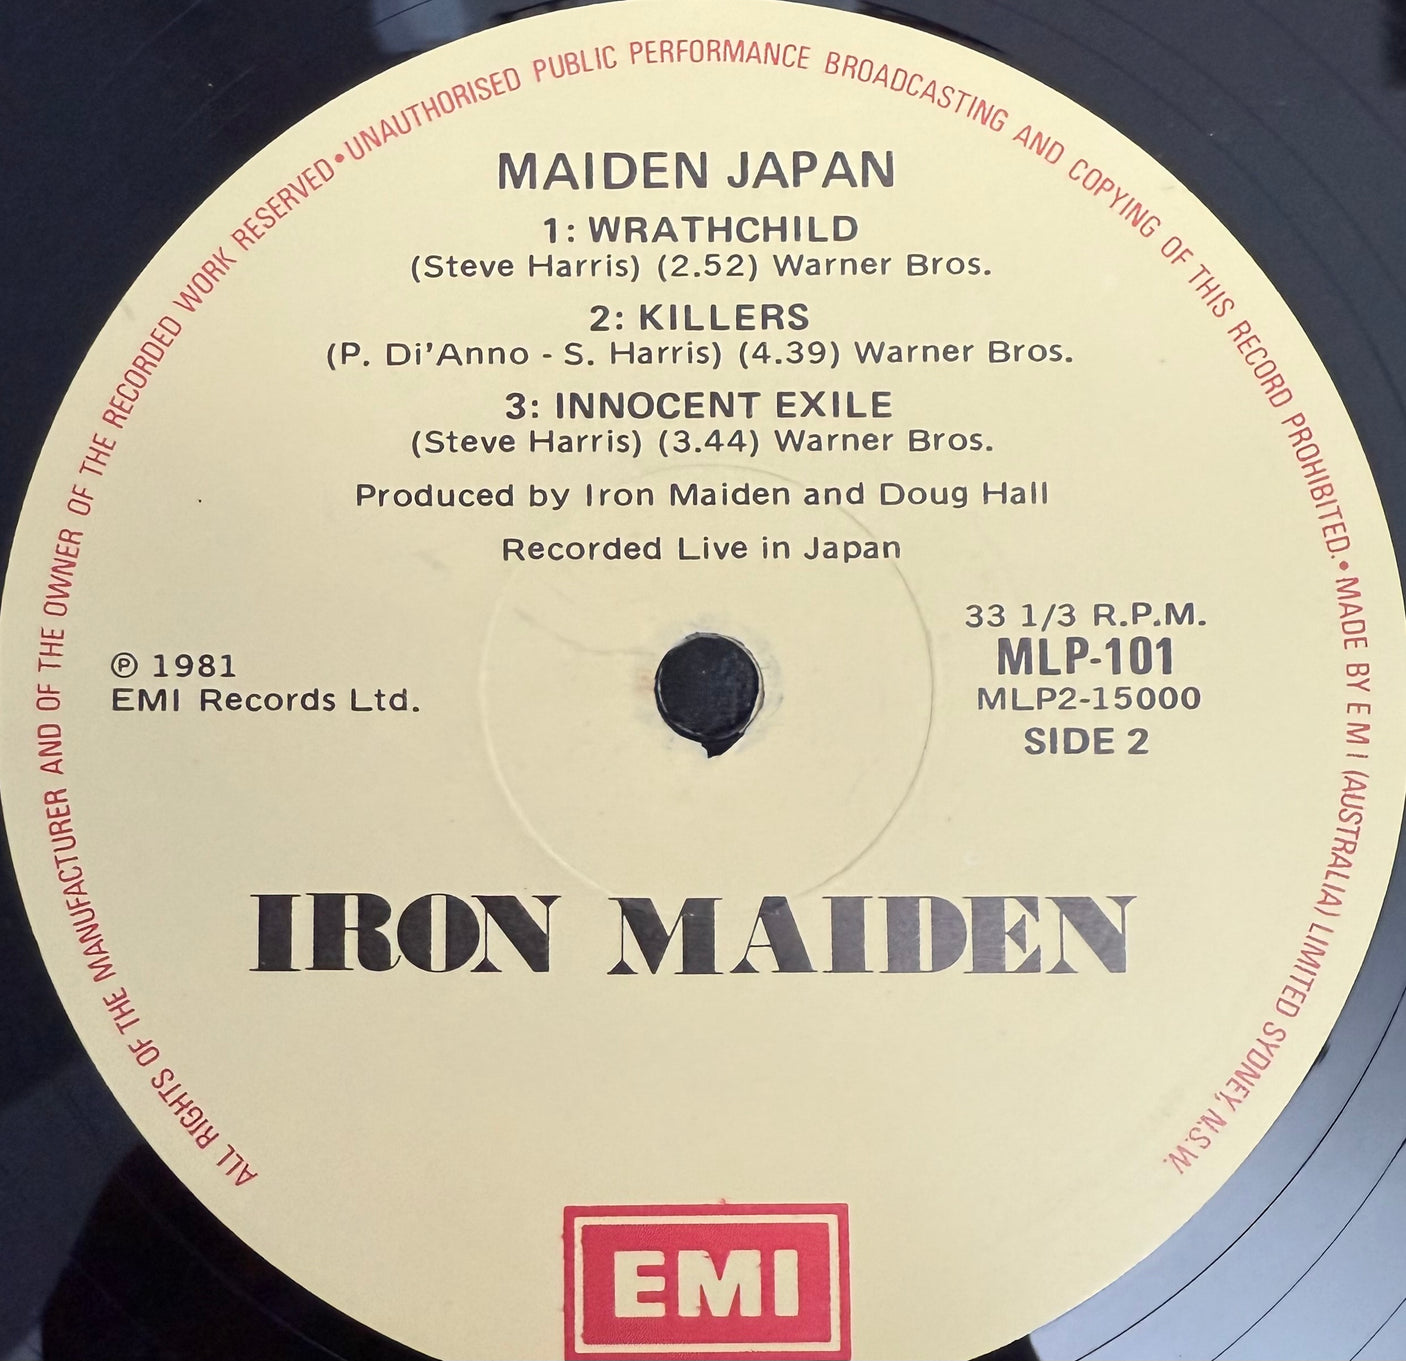 ALL RIGHTS OF THE MANUFACTURER AND OF THE OWNER OF THE RECORDED WORK RESERVED • UNAUTHORISED PUBLIC PERFORMANCE BROADCASTING AND COPYING OF THIS RECORD PROHIBITED. • MADE BY E M I (AUSTRALIA) LIMITED SYDNEY, N.S.W.
MAIDEN JAPAN
1: WRATHCHILD
(Steve Harris) (2.52) Warner Bros.
2: KILLERS
(P. Di'Anno - S. Harris) (4.39) Warner Bros.
3: INNOCENT EXILE
(Steve Harris) (3.44) Warner Bros.
Produced by Iron Maiden and Doug Hall
Recorded Live in Japan
℗ 1981
EMI Records Ltd.
33 1/3 R.P.M.
MLP-101
MLP2-15000
SIDE 2
IRON MAIDEN
EMI